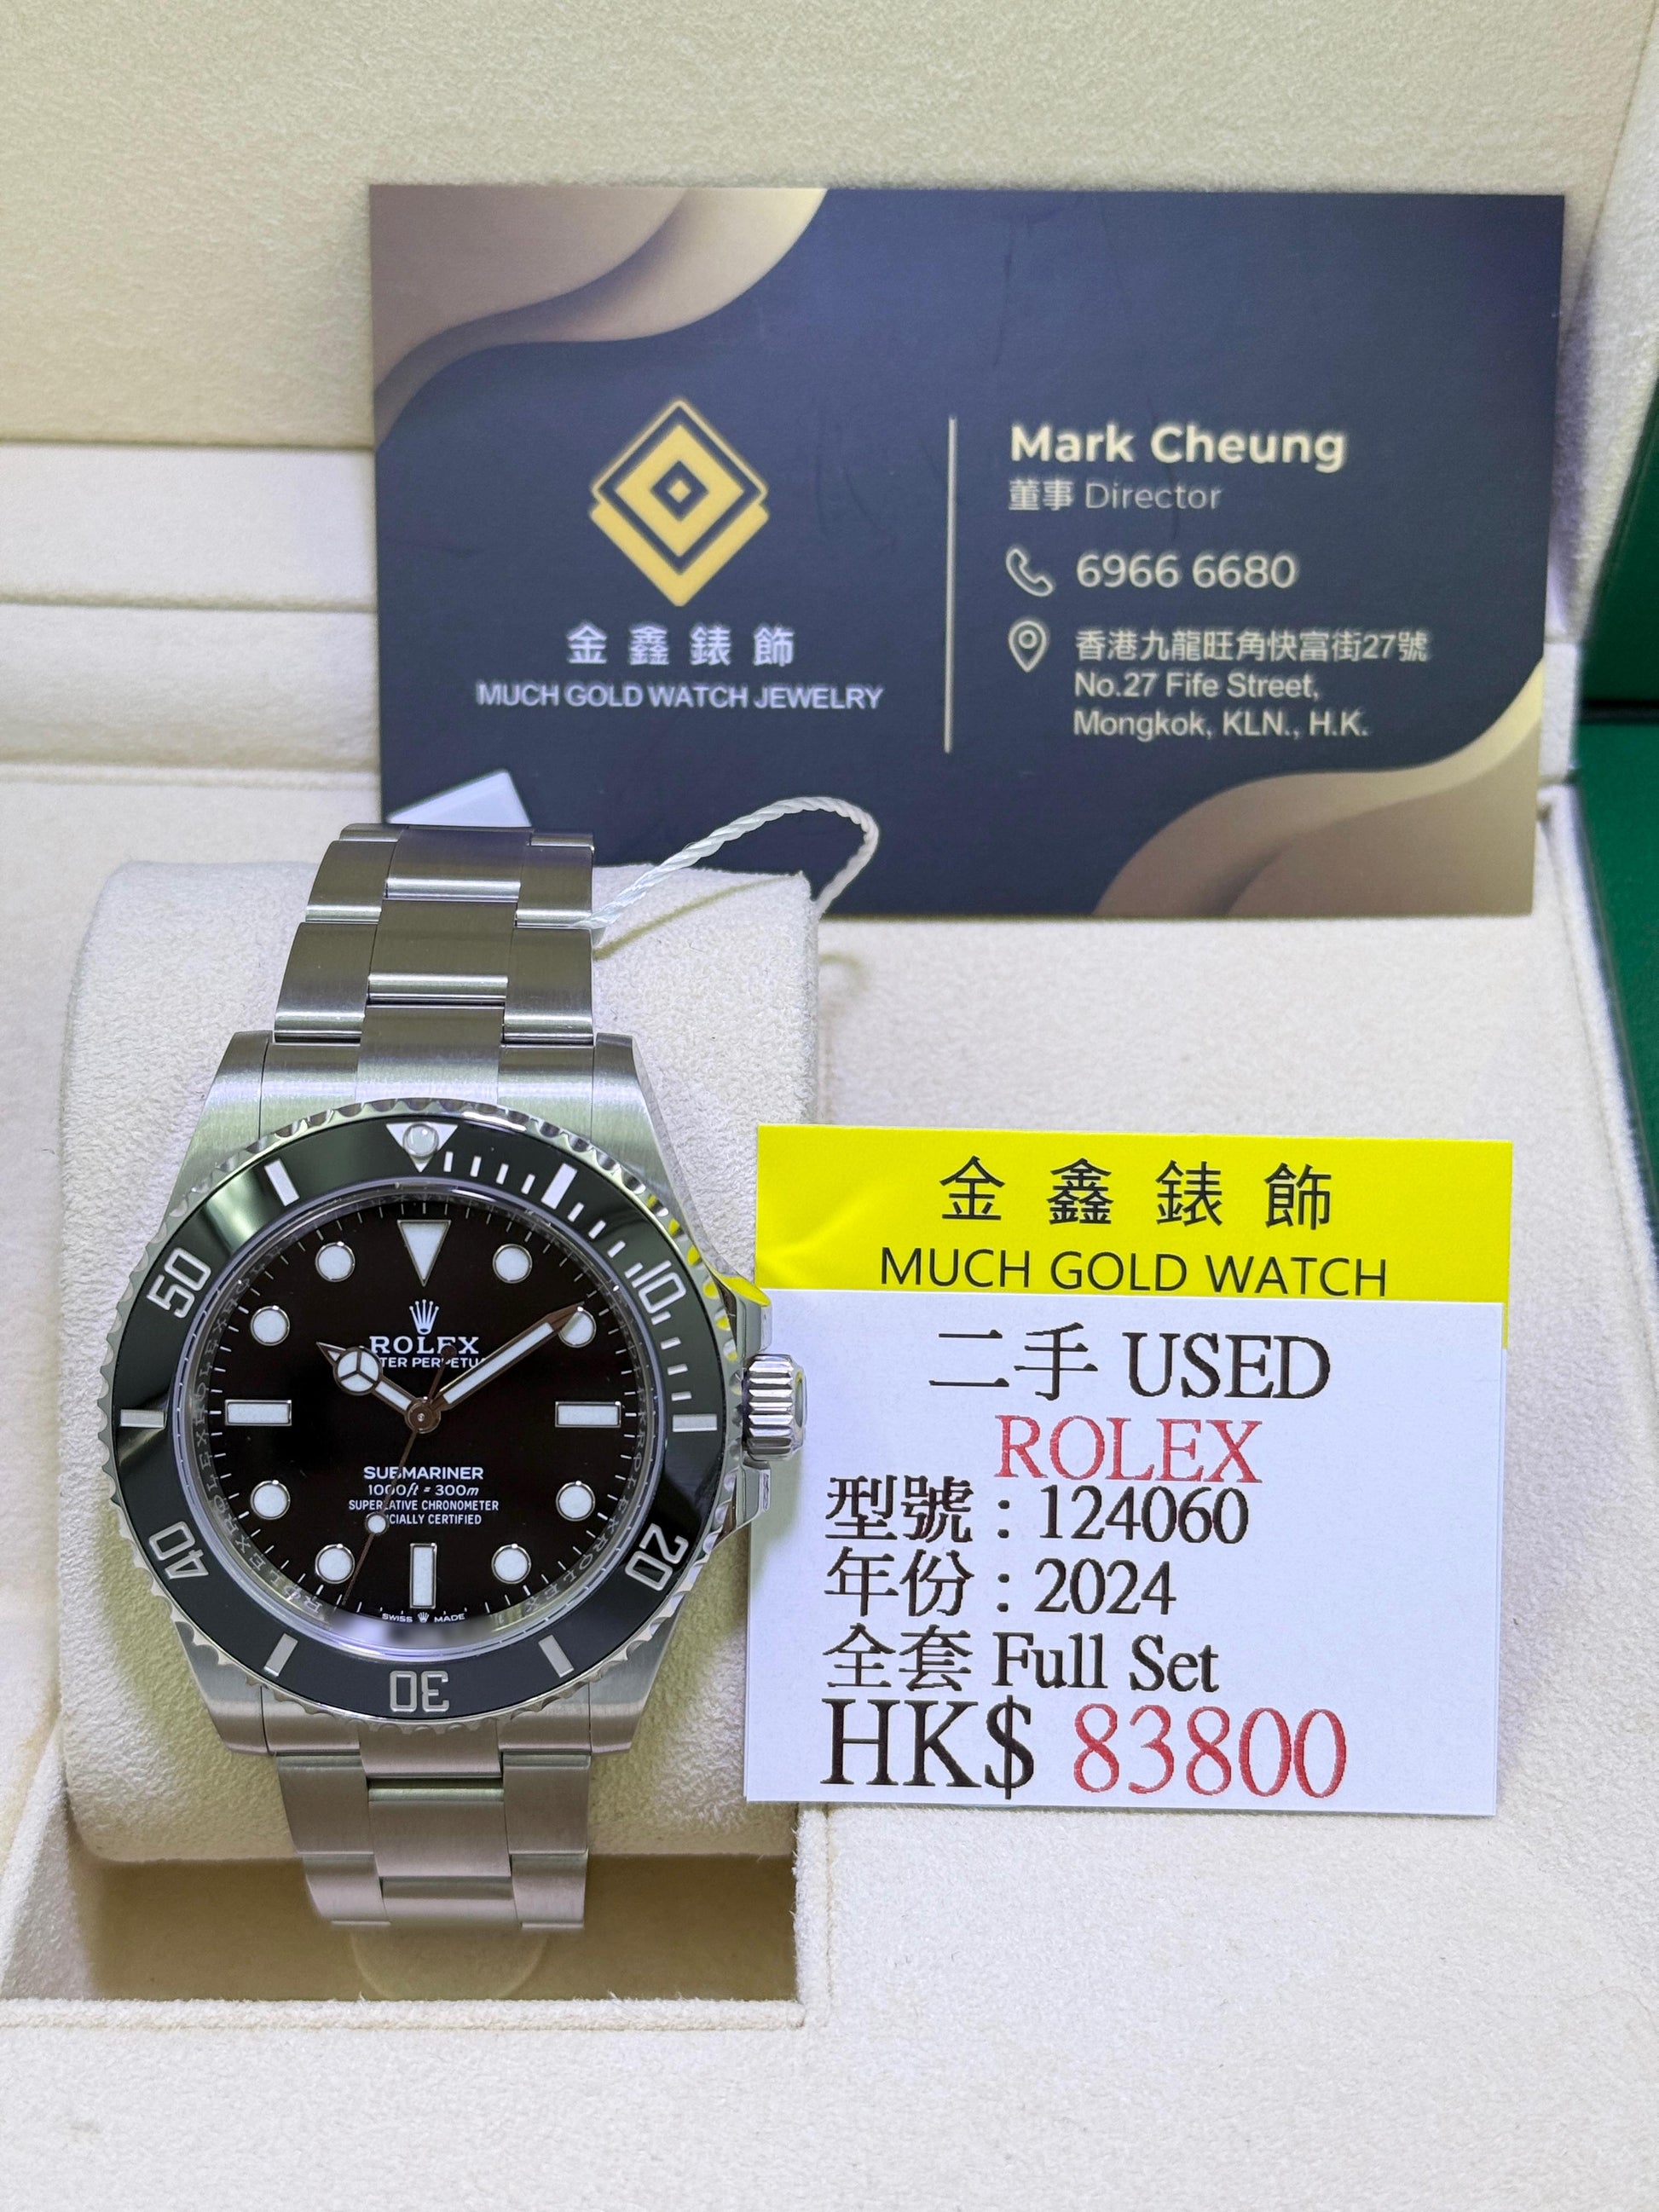 金鑫錶飾
MUCH GOLD WATCH JEWELRY
Mark Cheung
董事 Director
6966 6680
香港九龍旺角快富街27號
No.27 Fife Street,
Mongkok, KLN., H.K.
50
10
20
30
40
ROLEX
SUBMARINER
1000ft = 300m
SUPERLATIVE CHRONOMETER
CIALLY CERTIFIED
SWISS MADE
金鑫錶飾
MUCH GOLD WATCH
二手 USED
ROLEX
型號：124060
年份：2024
全套 Full Set
HK$ 83800